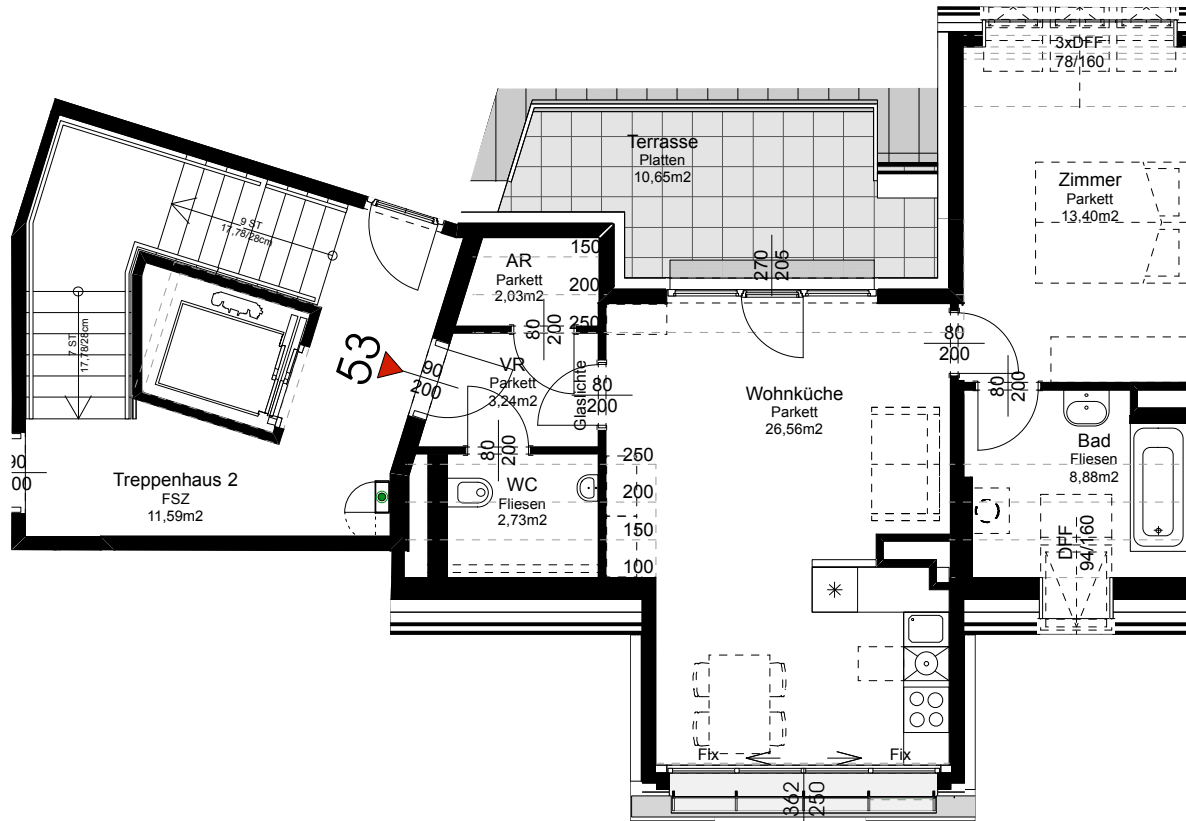 3xDFF
78/160
Terrasse
Platten
10,65m2
Zimmer
Parkett
13,40m2
9 ST
17,78/28cm
7 ST
17,78/28cm
AR
Parkett
2,03m2
150
200
250
80
200
270
205
80
200
53
90
200
VR
Parkett
3,24m2
Glaslichte
80
200
Wohnküche
Parkett
26,56m2
80
200
Bad
Fliesen
8,88m2
80
200
WC
Fliesen
2,73m2
250
200
150
100
Treppenhaus 2
FSZ
11,59m2
DFF
94/160
Fix
Fix
362
250